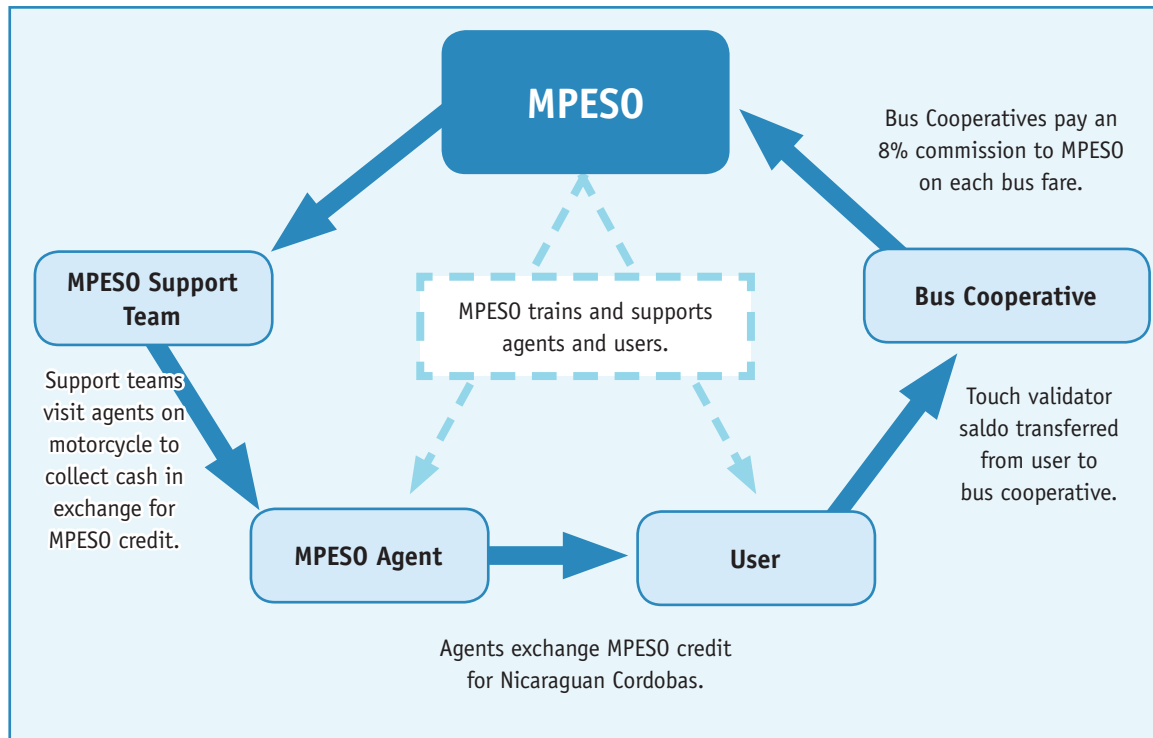 MPESO
Bus Cooperatives pay an
8% commission to MPESO
on each bus fare.
MPESO Support
Team
MPESO trains and supports
agents and users.
Bus Cooperative
Support teams
visit agents on
motorcycle to
collect cash in
exchange for
MPESO credit.
Touch validator
saldo transferred
from user to
bus cooperative.
MPESO Agent
User
Agents exchange MPESO credit
for Nicaraguan Cordobas.